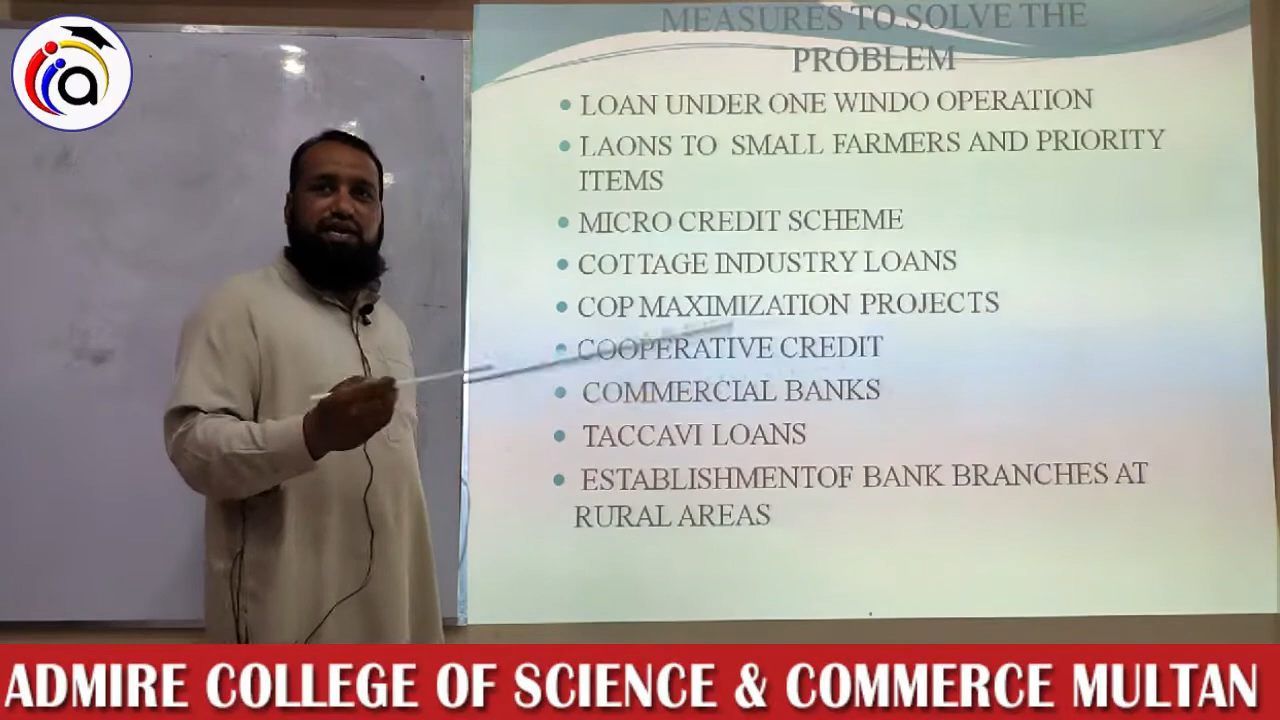 MEASURES TO SOLVE THE
PROBLEM
• LOAN UNDER ONE WINDO OPERATION
• LAONS TO SMALL FARMERS AND PRIORITY
ITEMS
• MICRO CREDIT SCHEME
• COTTAGE INDUSTRY LOANS
• COP MAXIMIZATION PROJECTS
• COOPERATIVE CREDIT
COMMERCIAL BANKS
• TACCAVI LOANS
• ESTABLISHMENTOF BANK BRANCHES AT
RURAL AREAS
a
ADMIRE COLLEGE OF SCIENCE & COMMERCE MULTAN